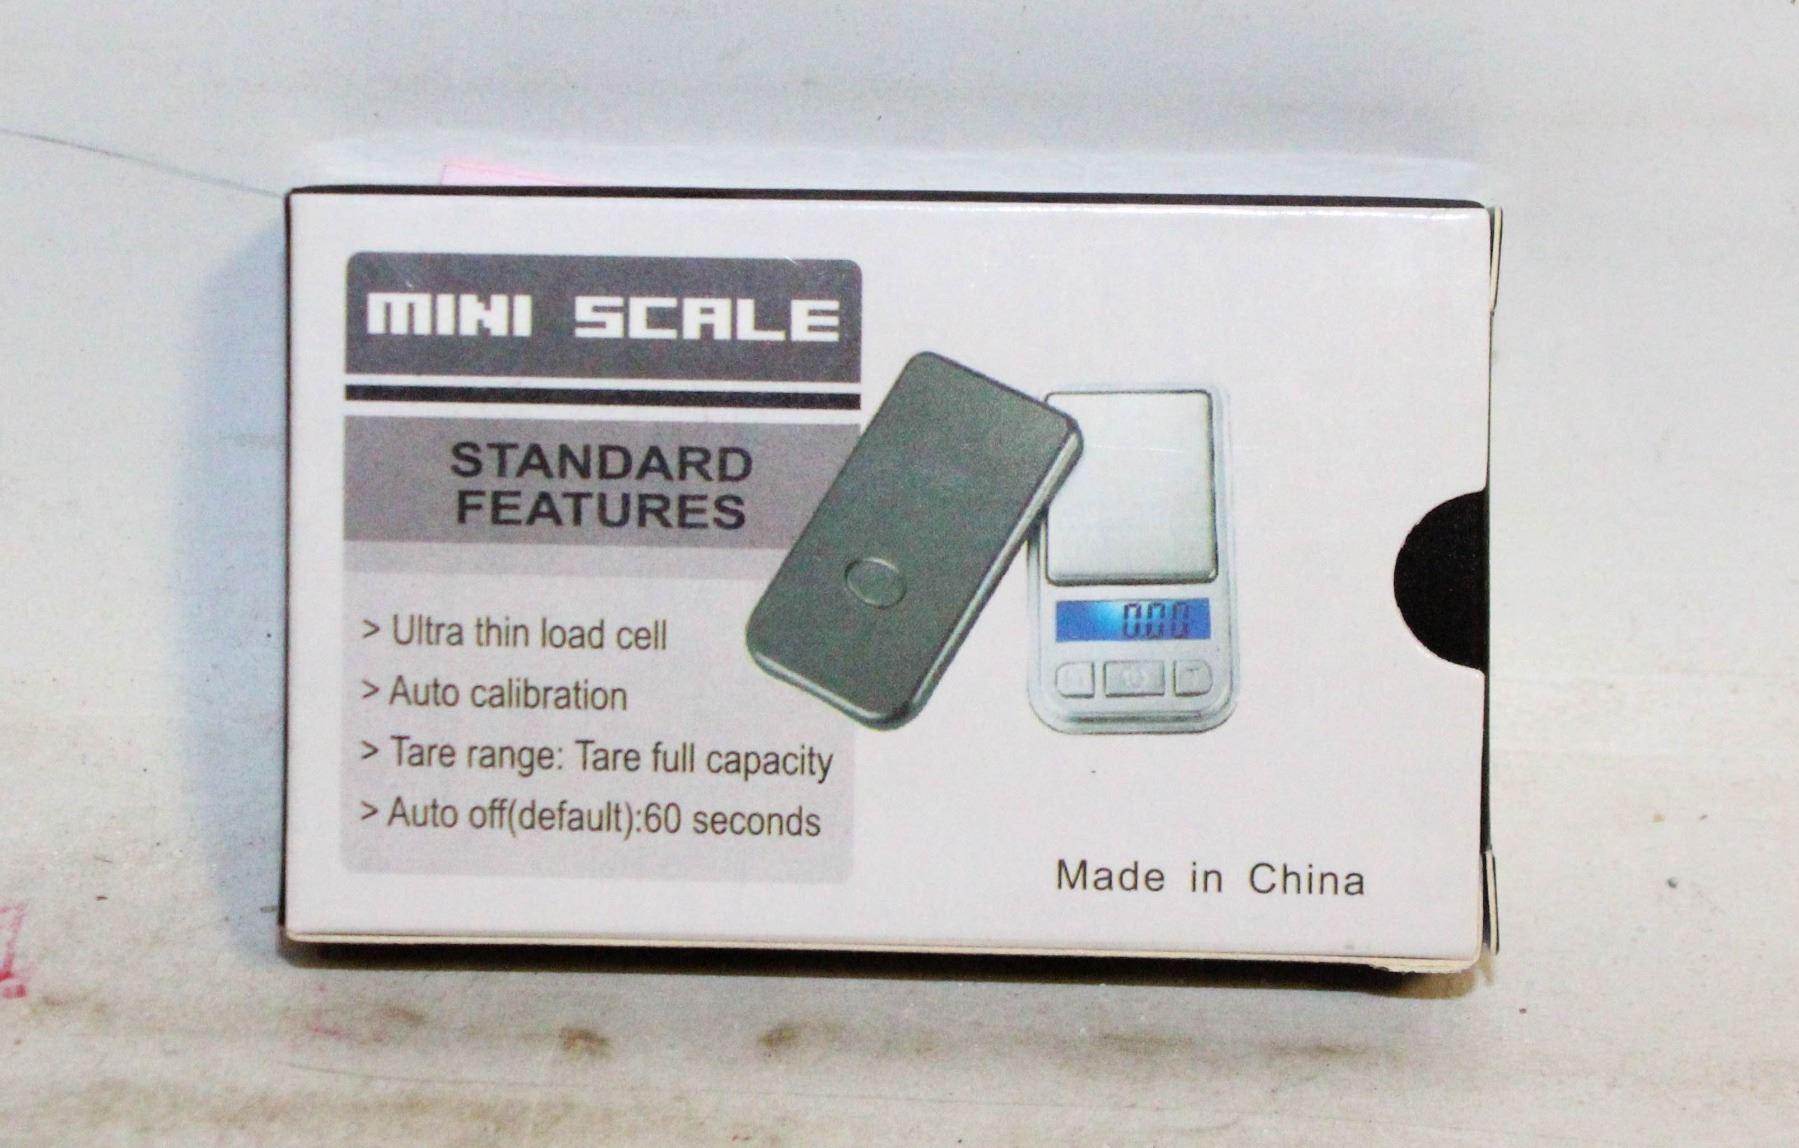 MINI SCALE
STANDARD
FEATURES
> Ultra thin load cell
> Auto calibration
> Tare range: Tare full capacity
> Auto off(default):60 seconds
0.00
T
Made in China